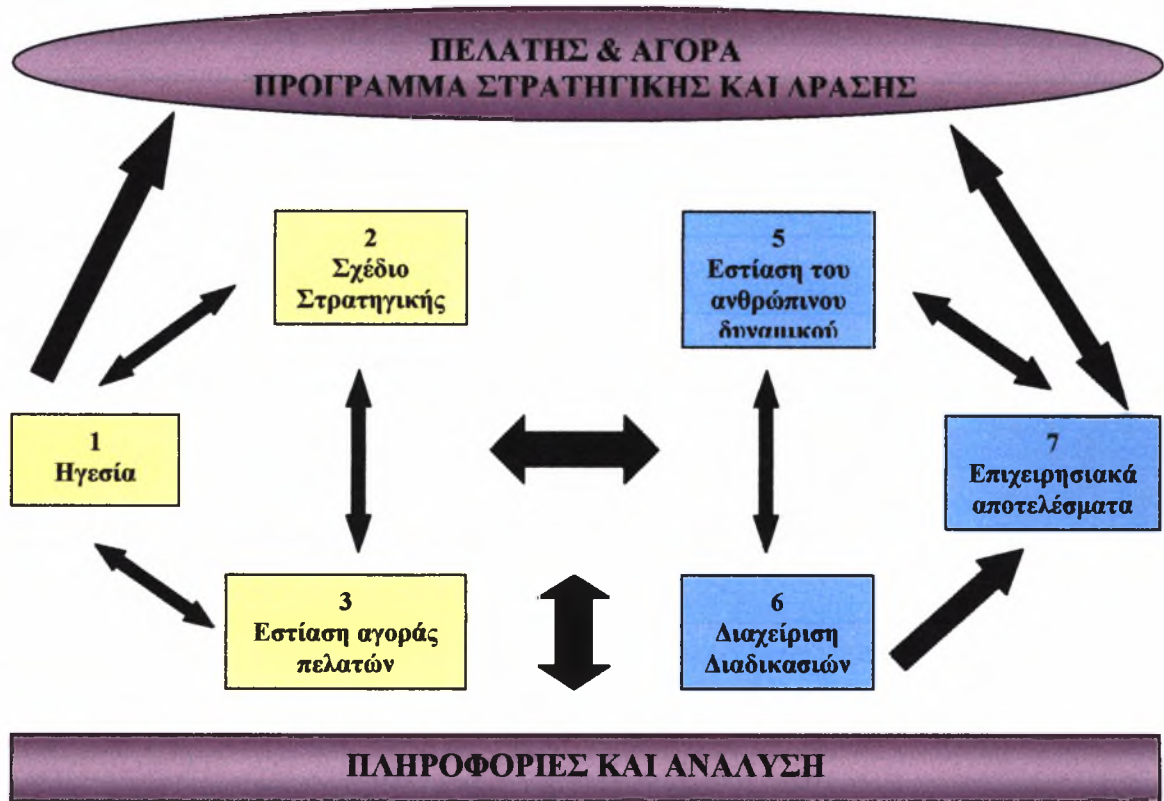 ΠΕΛΑΤΗΣ & ΑΓΟΡΑ
ΠΡΟΓΡΑΜΜΑ ΣΤΡΑΤΗΓΙΚΗΣ ΚΑΙ ΔΡΑΣΗΣ
2
Σχέδιο
Στρατηγικής
5
Εστίαση του
ανθρώπινου
δυναμικού
1
Ηγεσία
7
Επιχειρησιακά
αποτελέσματα
3
Εστίαση αγοράς
πελατών
6
Διαχείριση
Διαδικασιών
ΠΛΗΡΟΦΟΡΙΕΣ ΚΑΙ ΑΝΑΛΥΣΗ